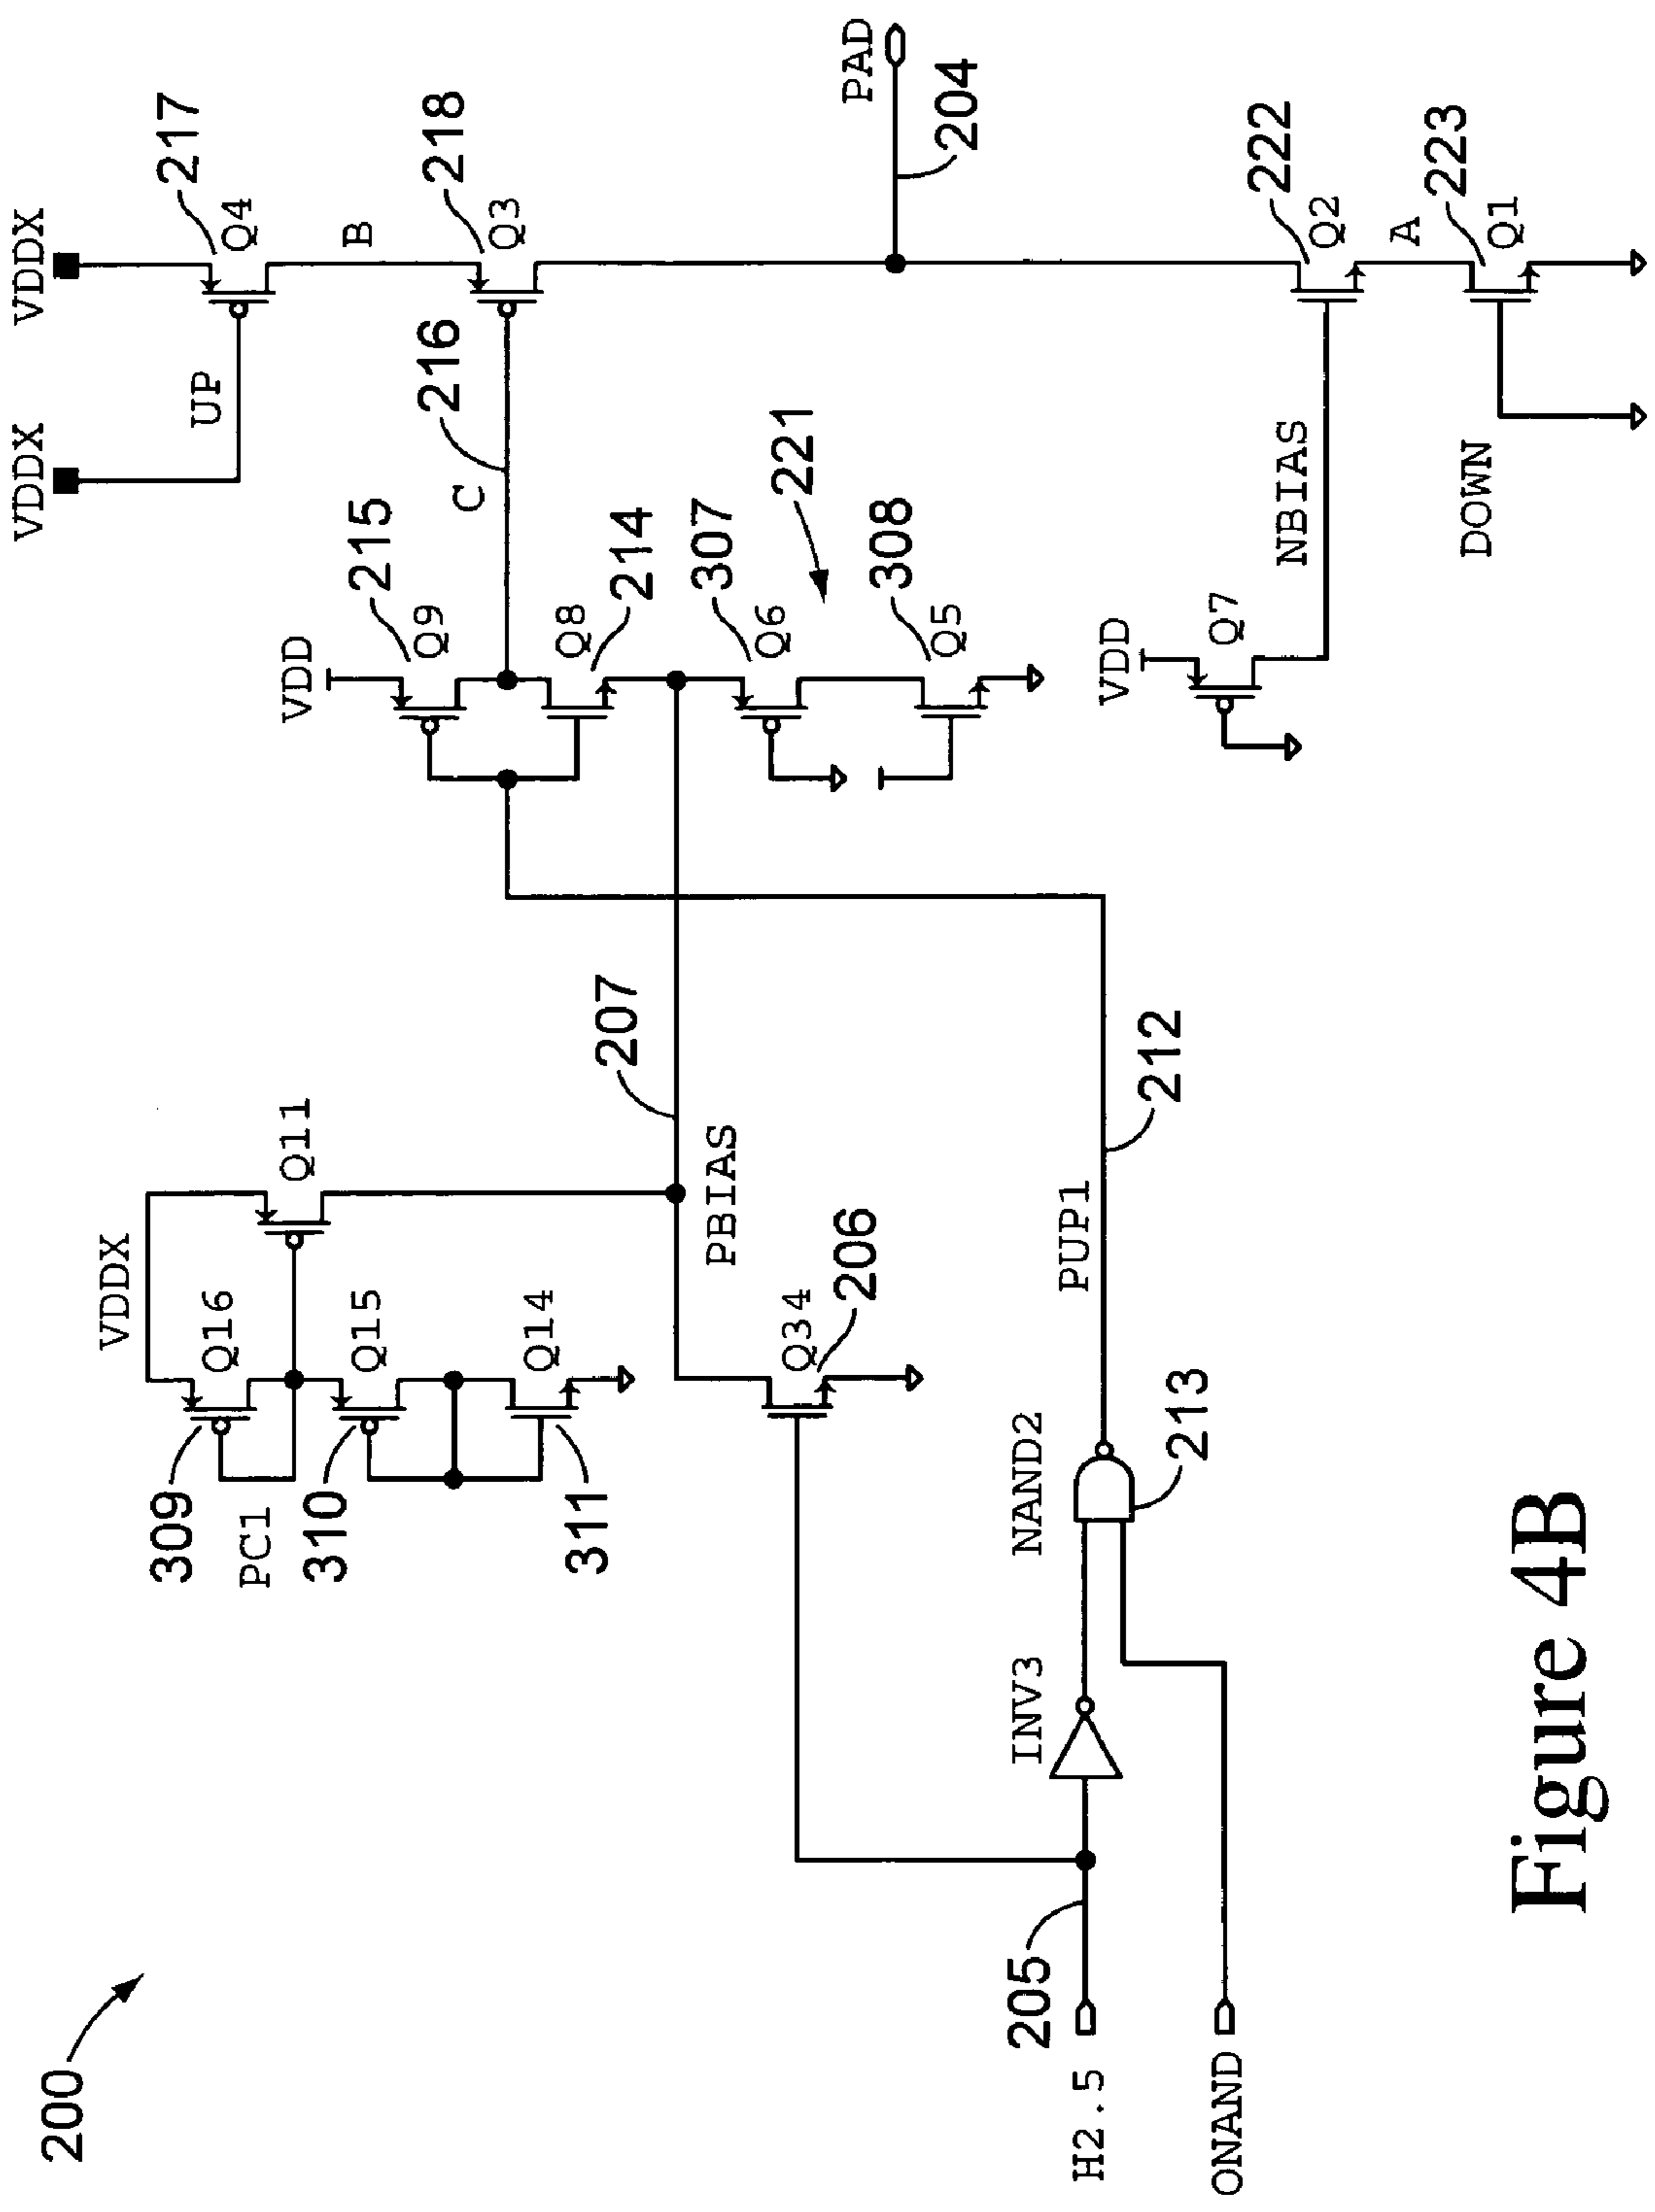 200
VDDX
VDDX
217
Q4
UP
B
218
Q3
216
C
PAD
204
VDD
215
Q9
Q8
214
307
Q6
221
308
Q5
222
Q2
NBIAS
A
223
Q1
DOWN
VDD
Q7
VDDX
Q11
309
Q16
PC1
310
Q15
311
Q14
207
PBIAS
Q34
206
PUP1
212
NAND2
213
INV3
205
H2.5
ONAND
Figure 4B